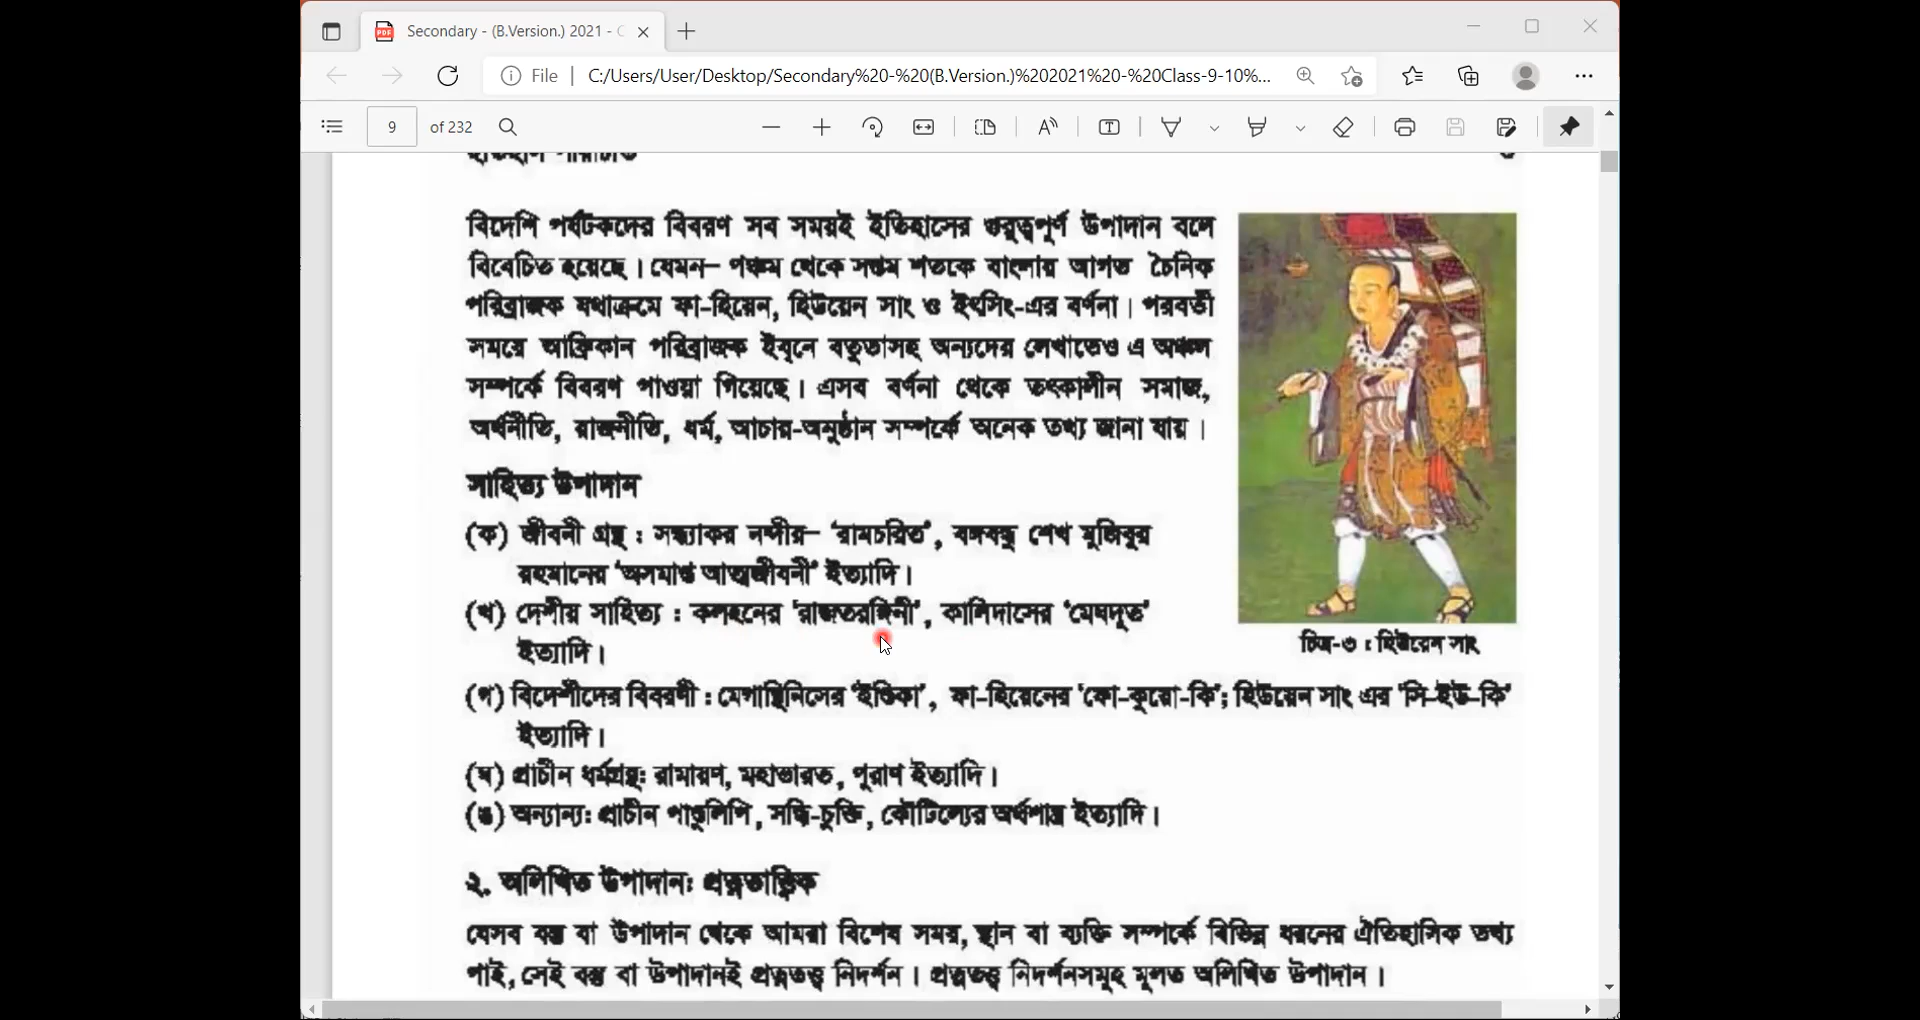 Secondary - (B.Version.) 2021 - C
File
C:/Users/User/Desktop/Secondary%20-%20(B.Version.)%202021%20-%20Class-9-10%...
9 of 232
ইতিহাস পরিচিতি ৩
বিদেশি পর্যটকদের বিবরণ সব সময়ই ইতিহাসের গুরুত্বপূর্ণ উপাদান বলে
বিবেচিত হয়েছে। যেমন– পঞ্চম থেকে সপ্তম শতকে বাংলায় আগত চৈনিক
পরিব্রাজক যথাক্রমে ফা-হিয়েন, হিউয়েন সাং ও ইৎসিং-এর বর্ণনা। পরবর্তী
সময়ে আফ্রিকান পরিব্রাজক ইবনে বতুতাসহ অন্যদের লেখাতেও এ অঞ্চল
সম্পর্কে বিবরণ পাওয়া গিয়েছে। এসব বর্ণনা থেকে তৎকালীন সমাজ,
অর্থনীতি, রাজনীতি, ধর্ম, আচার-অনুষ্ঠান সম্পর্কে অনেক তথ্য জানা যায়।
সাহিত্য উপাদান
(ক) জীবনী গ্রন্থ : সন্ধ্যাকর নন্দীর– ‘রামচরিত’, বঙ্গবন্ধু শেখ মুজিবুর
রহমানের ‘অসমাপ্ত আত্মজীবনী’ ইত্যাদি।
(খ) দেশীয় সাহিত্য : কলহনের ‘রাজতরঙ্গিনী’, কালিদাসের ‘মেঘদূত’
ইত্যাদি।
চিত্র-৩ : হিউয়েন সাং
(গ) বিদেশীদের বিবরণী : মেগাস্থিনিসের ‘ইন্ডিকা’, ফা-হিয়েনের ‘ফো-কুয়ো-কি’; হিউয়েন সাং এর ‘সি-ইউ-কি’
ইত্যাদি।
(ঘ) প্রাচীন ধর্মগ্রন্থ: রামায়ণ, মহাভারত, পুরাণ ইত্যাদি।
(ঙ) অন্যান্য: প্রাচীন পাণ্ডুলিপি, সন্ধি-চুক্তি, কৌটিল্যের অর্থশাস্ত্র ইত্যাদি।
২. অলিখিত উপাদান: প্রত্নতাত্ত্বিক
যেসব বস্তু বা উপাদান থেকে আমরা বিশেষ সময়, স্থান বা ব্যক্তি সম্পর্কে বিভিন্ন ধরনের ঐতিহাসিক তথ্য
পাই, সেই বস্তু বা উপাদানই প্রত্নতত্ত্ব নিদর্শন। প্রত্নতত্ত্ব নিদর্শনসমূহ মূলত অলিখিত উপাদান।